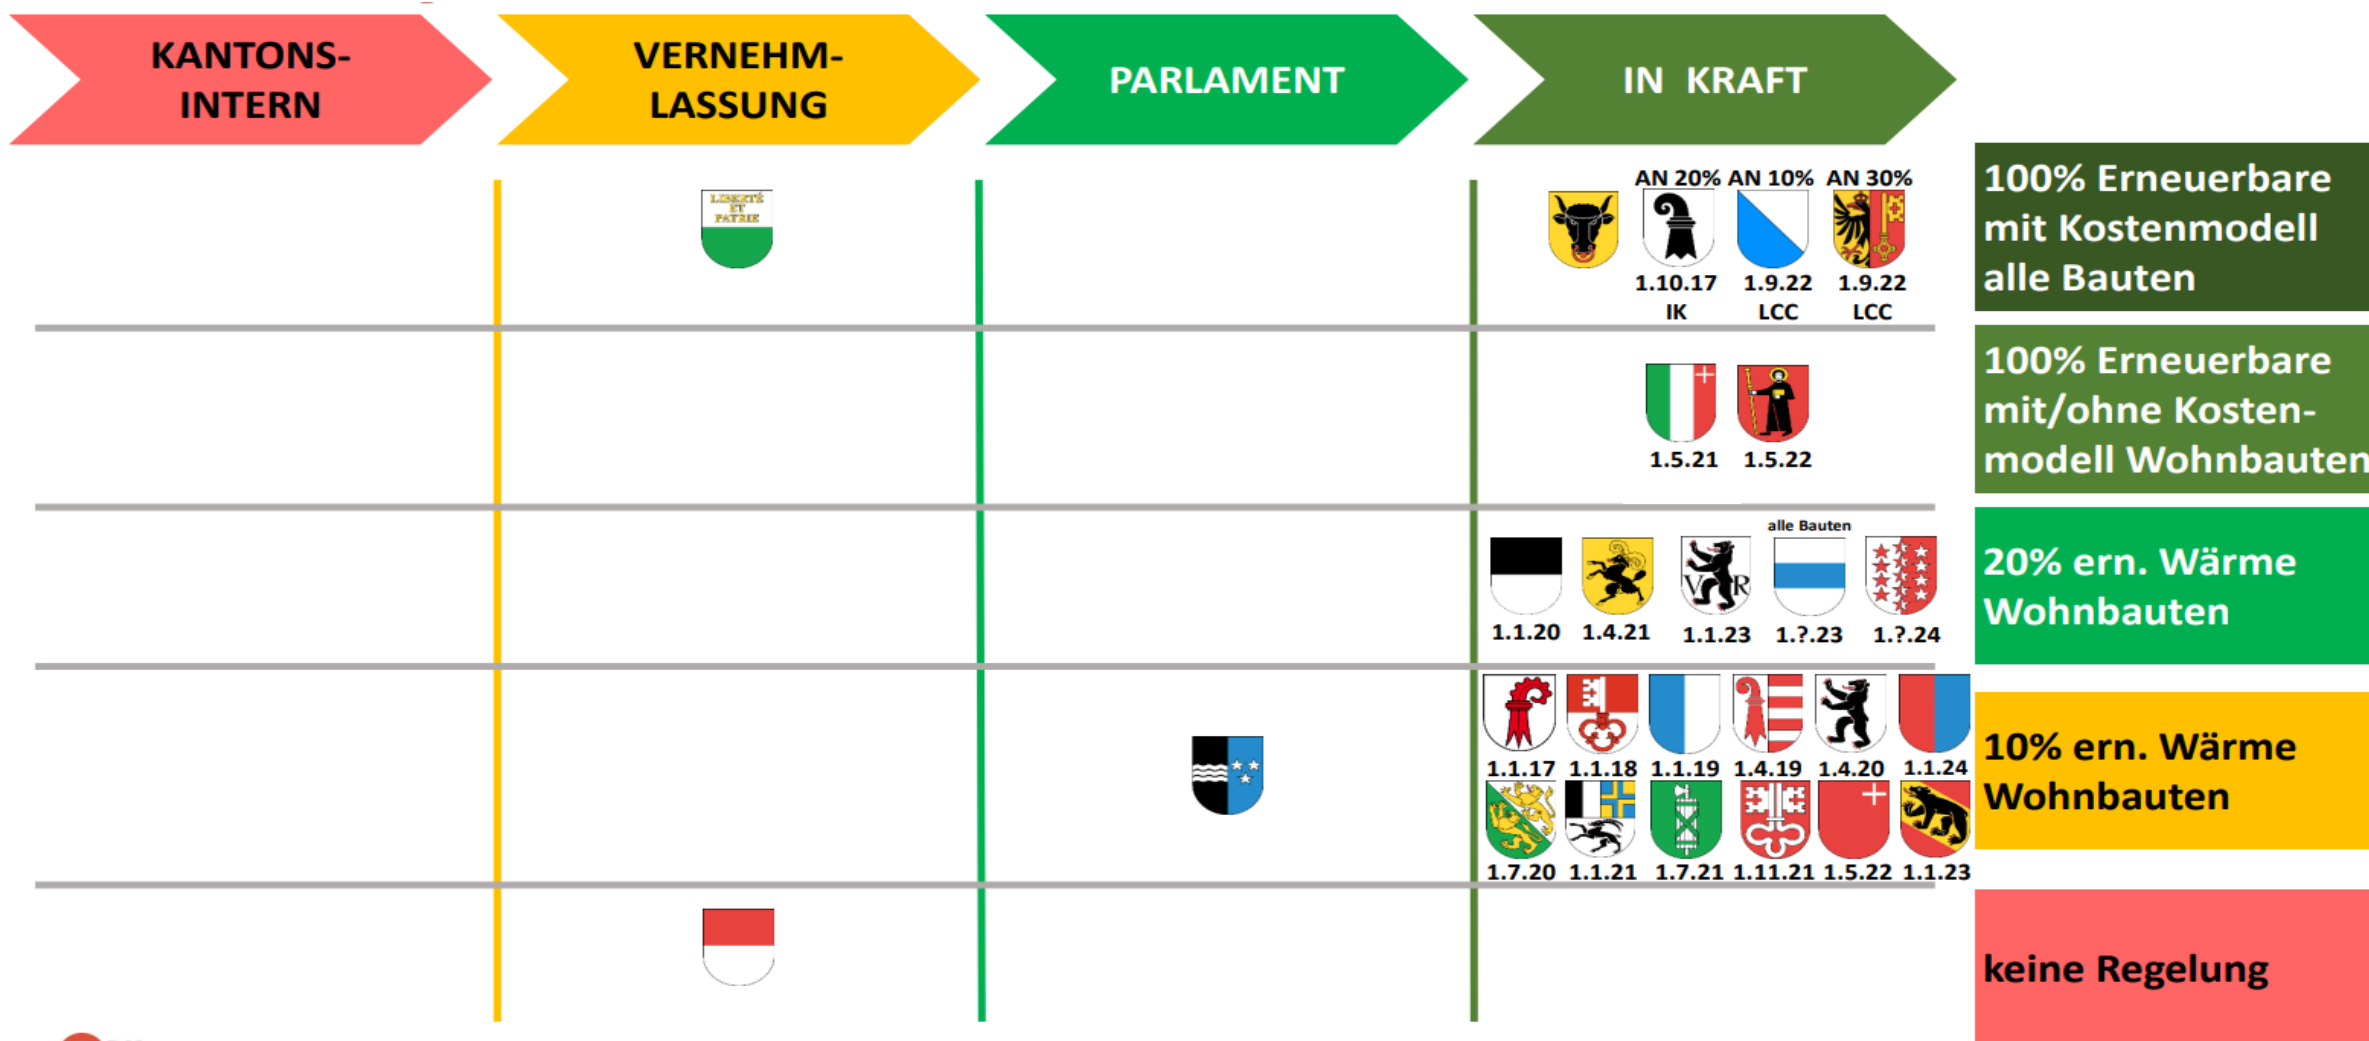 KANTONS-
INTERN
VERNEHM-
LASSUNG
PARLAMENT
IN KRAFT
LIBERTÉ
ET
PATRIE
AN 20% AN 10% AN 30%
1.10.17 1.9.22 1.9.22
IK LCC LCC
100% Erneuerbare
mit Kostenmodell
alle Bauten
1.5.21 1.5.22
100% Erneuerbare
mit/ohne Kosten-
modell Wohnbauten
alle Bauten
V R
1.1.20 1.4.21 1.1.23 1.?.23 1.?.24
20% ern. Wärme
Wohnbauten
1.1.17 1.1.18 1.1.19 1.4.19 1.4.20 1.1.24
1.7.20 1.1.21 1.7.21 1.11.21 1.5.22 1.1.23
10% ern. Wärme
Wohnbauten
keine Regelung